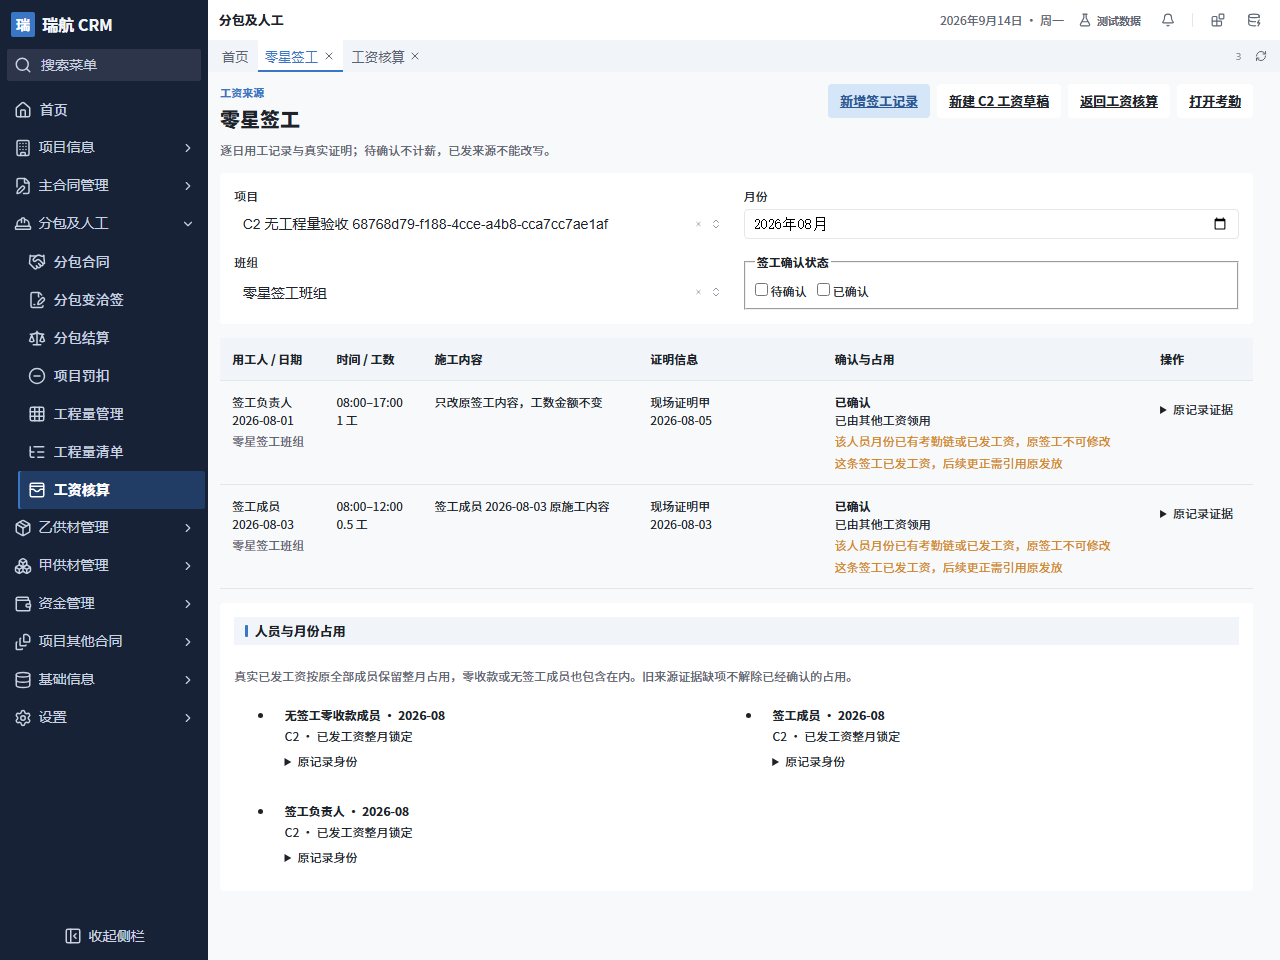 瑞 瑞航 CRM
搜索菜单
首页
项目信息
主合同管理
分包及人工
分包合同
分包变洽签
分包结算
项目罚扣
工程量管理
工程量清单
工资核算
乙供材管理
甲供材管理
资金管理
项目其他合同
基础信息
设置
收起侧栏
分包及人工
2026年9月14日 · 周一 测试数据
首页 零星签工 × 工资核算 × 3
工资来源
零星签工
逐日用工记录与真实证明；待确认不计薪，已发来源不能改写。
新增签工记录 新建 C2 工资草稿 返回工资核算 打开考勤
项目
C2 无工程量验收 68768d79-f188-4cce-a4b8-cca7cc7ae1af ×
月份
2026年08月
班组
零星签工班组 ×
签工确认状态
待确认 已确认
用工人 / 日期 时间 / 工数 施工内容 证明信息 确认与占用 操作
签工负责人 08:00–17:00 只改原签工内容，工数金额不变 现场证明甲 已确认 原记录证据
2026-08-01 1 工 2026-08-05 已由其他工资领用
零星签工班组 该人员月份已有考勤链或已发工资，原签工不可修改
这条签工已发工资，后续更正需引用原发放
签工成员 08:00–12:00 签工成员 2026-08-03 原施工内容 现场证明甲 已确认 原记录证据
2026-08-03 0.5 工 2026-08-03 已由其他工资领用
零星签工班组 该人员月份已有考勤链或已发工资，原签工不可修改
这条签工已发工资，后续更正需引用原发放
人员与月份占用
真实已发工资按原全部成员保留整月占用，零收款或无签工成员也包含在内。旧来源证据缺项不解除已经确认的占用。
无签工零收款成员 · 2026-08
C2 · 已发工资整月锁定
原记录身份
签工成员 · 2026-08
C2 · 已发工资整月锁定
原记录身份
签工负责人 · 2026-08
C2 · 已发工资整月锁定
原记录身份